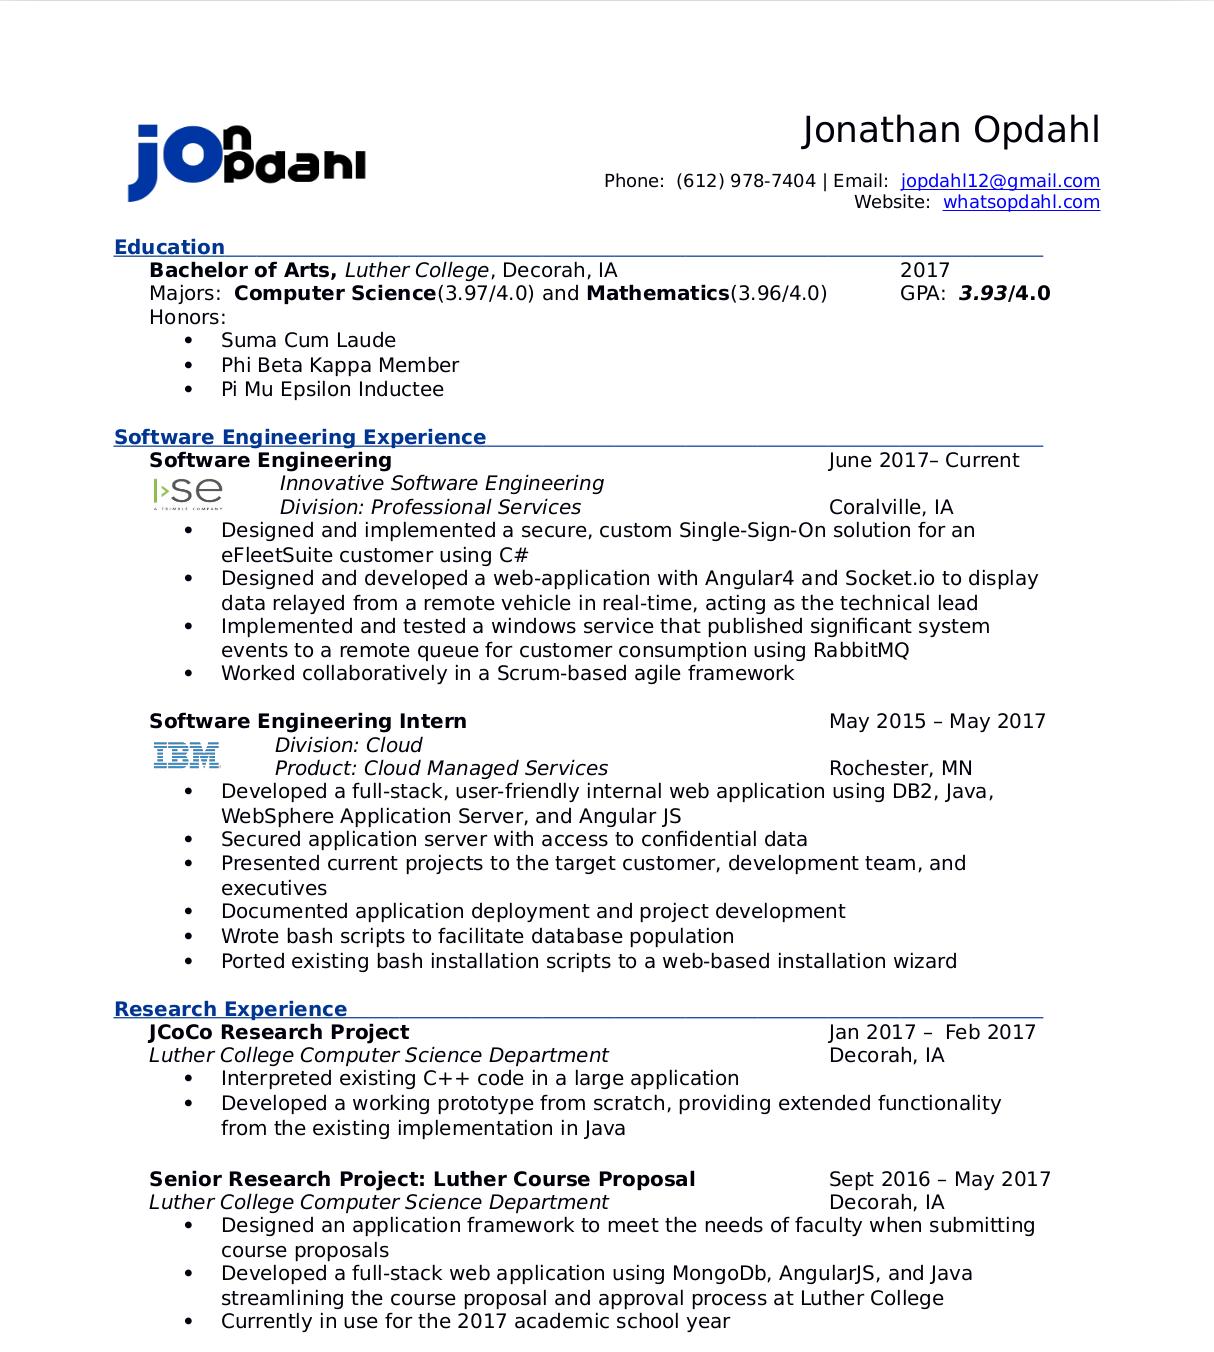 jon opdahl
Jonathan Opdahl
Phone: (612) 978-7404 | Email: jopdahl12@gmail.com
Website: whatsopdahl.com
Education
Bachelor of Arts, Luther College, Decorah, IA 2017
Majors: Computer Science(3.97/4.0) and Mathematics(3.96/4.0) GPA: 3.93/4.0
Honors:
• Suma Cum Laude
• Phi Beta Kappa Member
• Pi Mu Epsilon Inductee
Software Engineering Experience
Software Engineering June 2017– Current
Innovative Software Engineering
ise
A TRIMBLE COMPANY
Division: Professional Services Coralville, IA
• Designed and implemented a secure, custom Single-Sign-On solution for an
eFleetSuite customer using C#
• Designed and developed a web-application with Angular4 and Socket.io to display
data relayed from a remote vehicle in real-time, acting as the technical lead
• Implemented and tested a windows service that published significant system
events to a remote queue for customer consumption using RabbitMQ
• Worked collaboratively in a Scrum-based agile framework
Software Engineering Intern May 2015 – May 2017
Division: Cloud
IBM
Product: Cloud Managed Services Rochester, MN
• Developed a full-stack, user-friendly internal web application using DB2, Java,
WebSphere Application Server, and Angular JS
• Secured application server with access to confidential data
• Presented current projects to the target customer, development team, and
executives
• Documented application deployment and project development
• Wrote bash scripts to facilitate database population
• Ported existing bash installation scripts to a web-based installation wizard
Research Experience
JCoCo Research Project Jan 2017 – Feb 2017
Luther College Computer Science Department Decorah, IA
• Interpreted existing C++ code in a large application
• Developed a working prototype from scratch, providing extended functionality
from the existing implementation in Java
Senior Research Project: Luther Course Proposal Sept 2016 – May 2017
Luther College Computer Science Department Decorah, IA
• Designed an application framework to meet the needs of faculty when submitting
course proposals
• Developed a full-stack web application using MongoDb, AngularJS, and Java
streamlining the course proposal and approval process at Luther College
• Currently in use for the 2017 academic school year